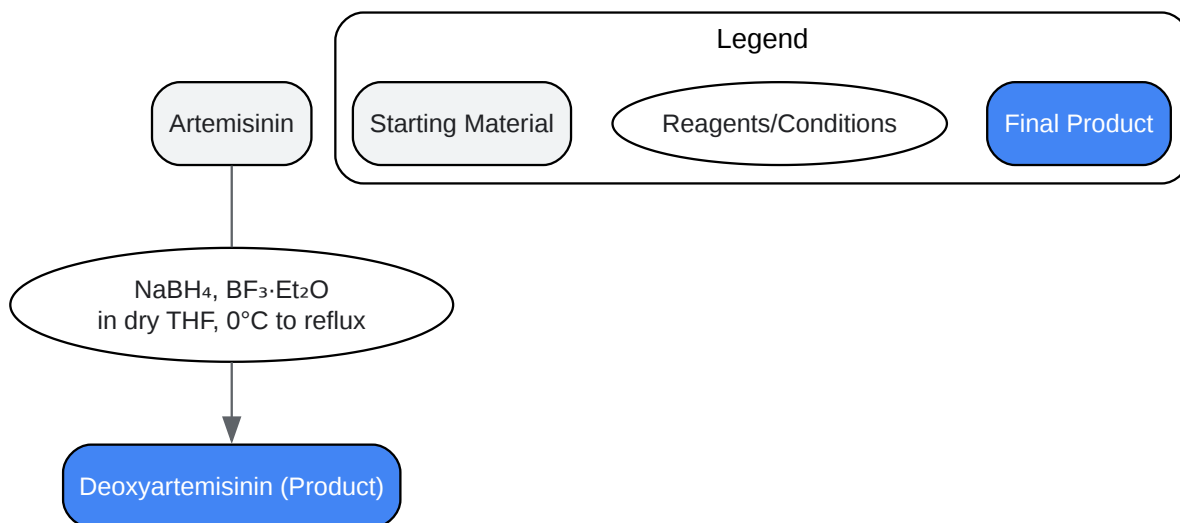 Legend
Artemisinin
Starting Material
Reagents/Conditions
Final Product
NaBH₄, BF₃·Et₂O
in dry THF, 0°C to reflux
Deoxyartemisinin (Product)